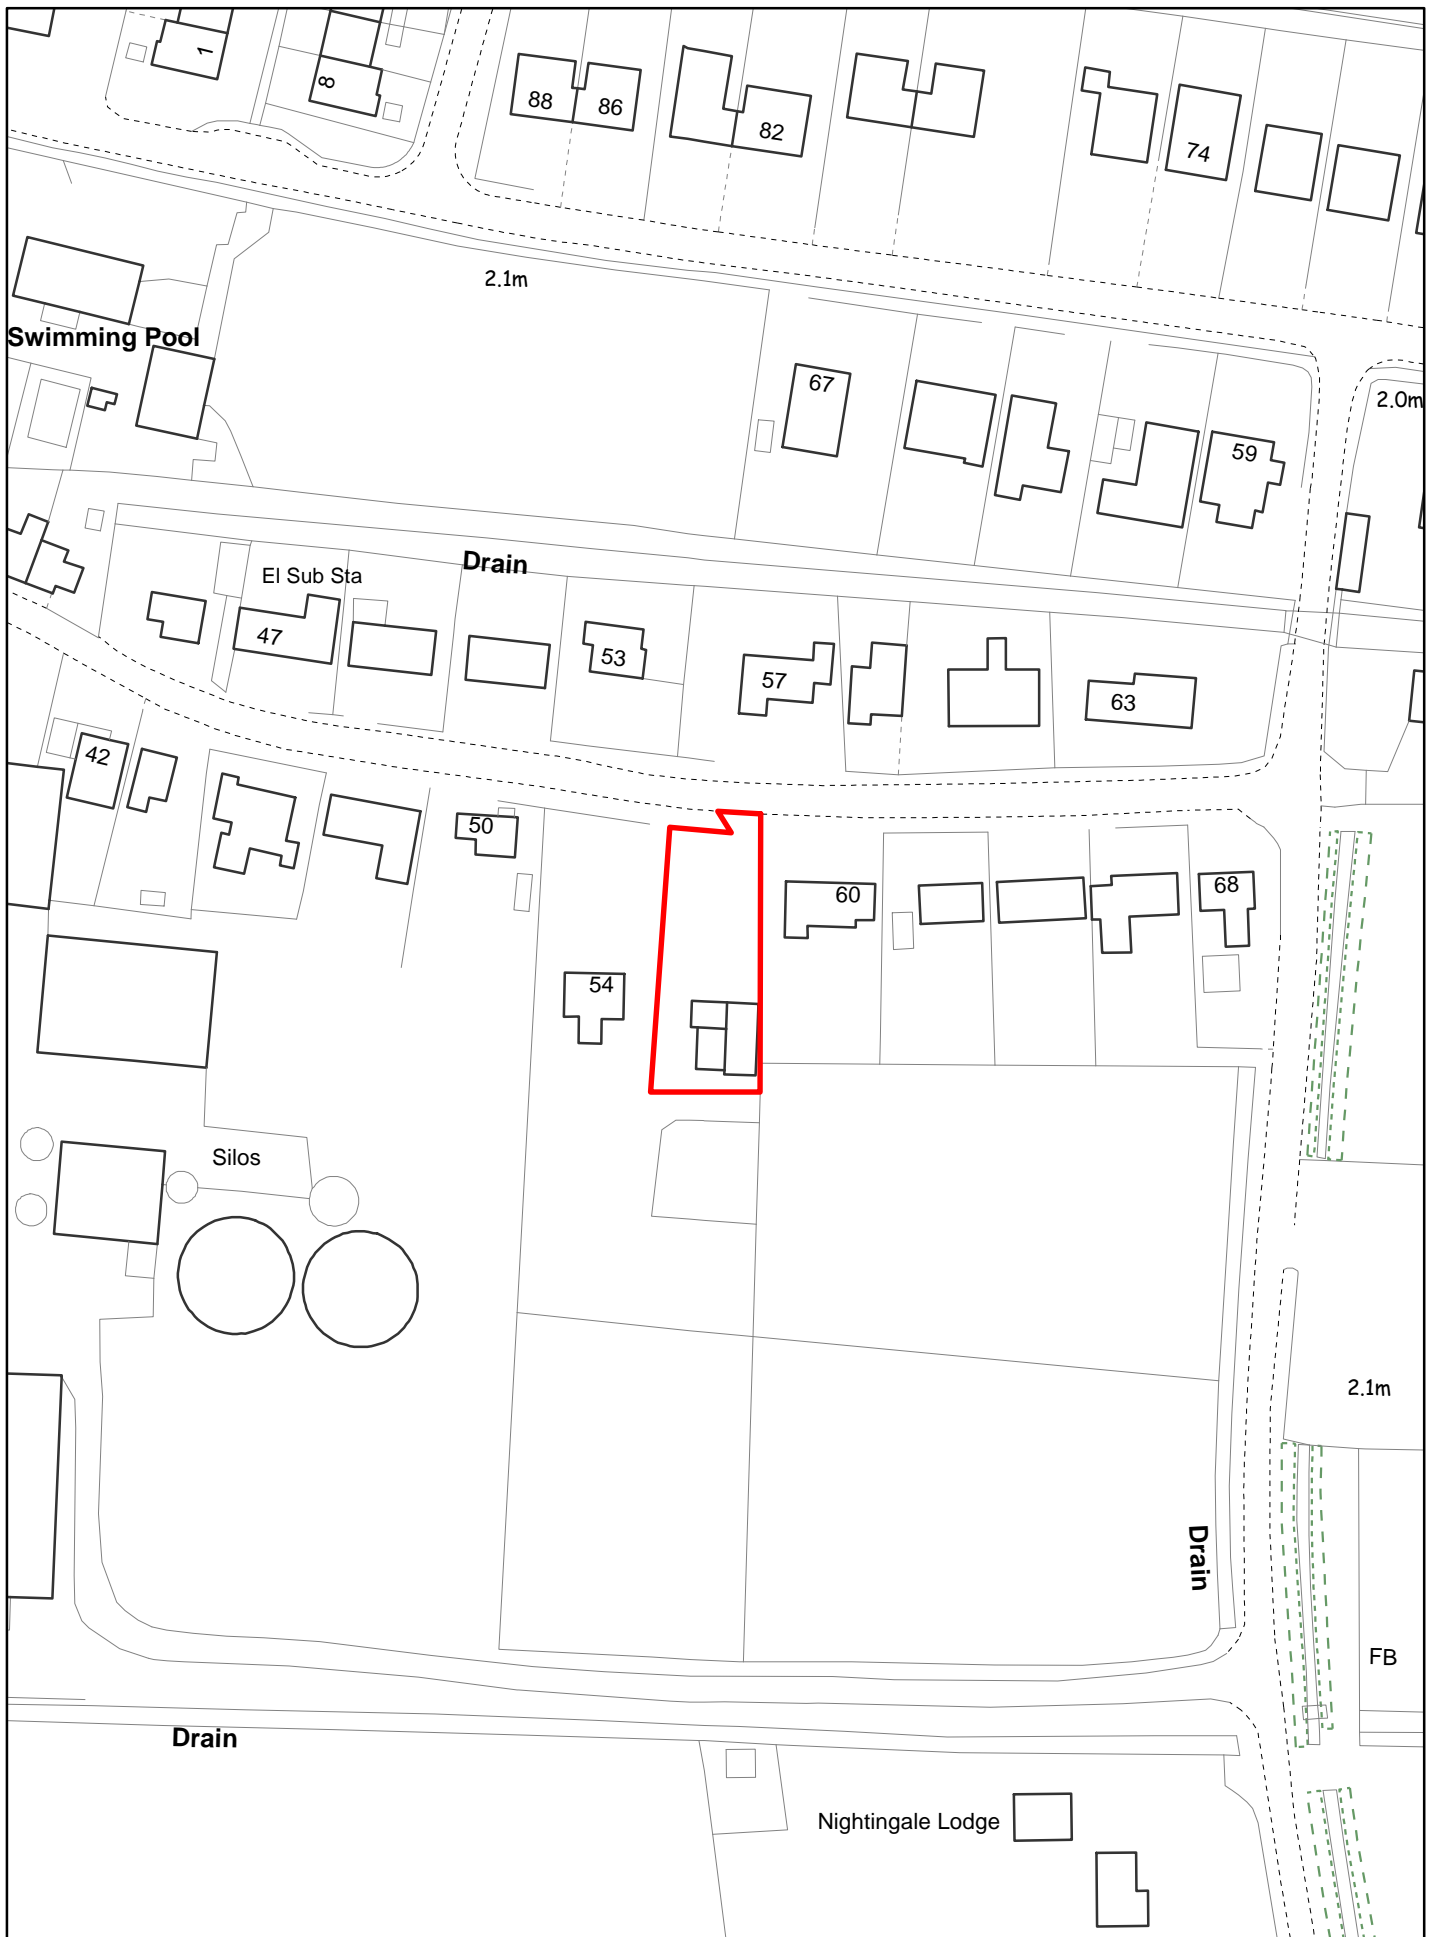 1
8
88
86
82
74
2.1m
Swimming Pool
67
2.0m
59
Drain
El Sub Sta
47
53
57
63
42
50
60
68
54
Silos
2.1m
Drain
FB
Drain
Nightingale Lodge